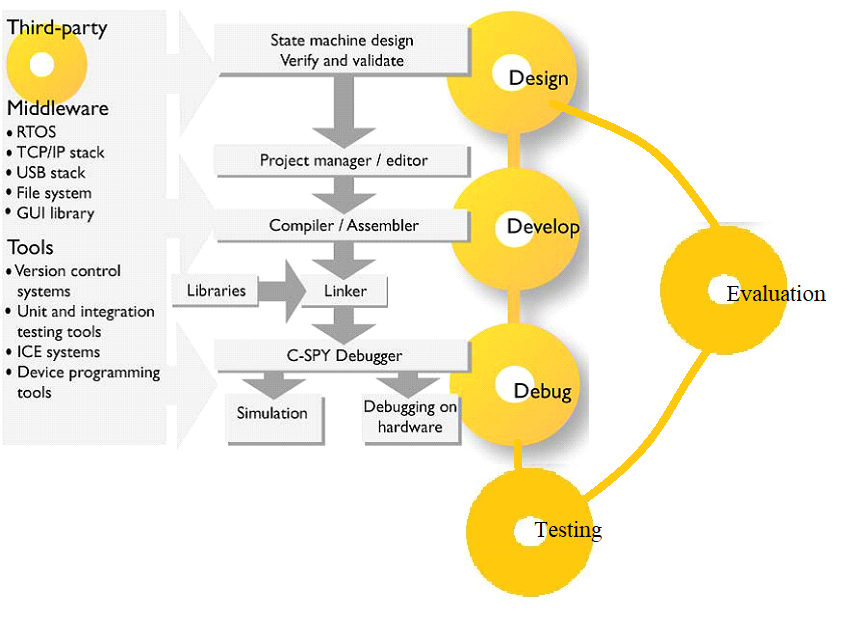 Third-party
Middleware
• RTOS
• TCP/IP stack
• USB stack
• File system
• GUI library
Tools
• Version control
systems
• Unit and integration
testing tools
• ICE systems
• Device programming
tools
State machine design
Verify and validate
Project manager / editor
Compiler / Assembler
Libraries
Linker
C-SPY Debugger
Simulation
Debugging on
hardware
Design
Develop
Debug
Testing
Evaluation